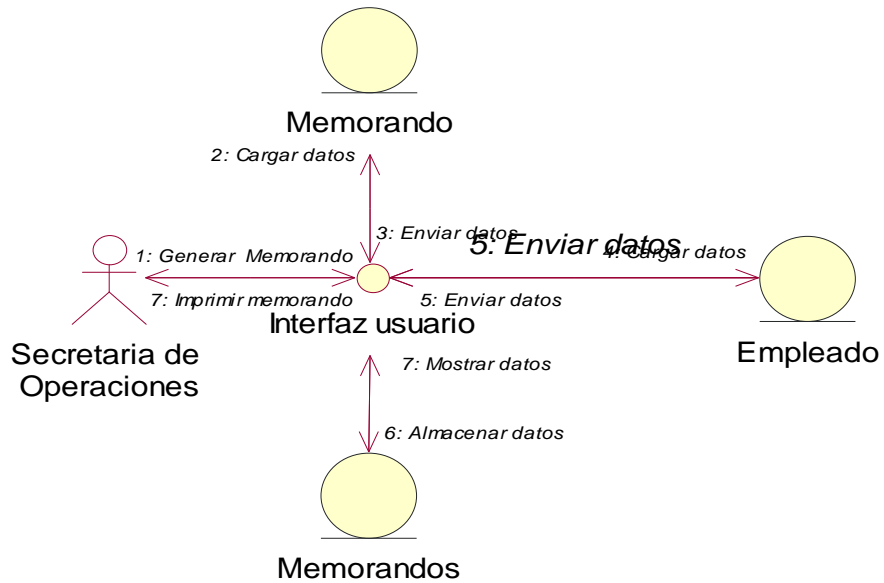 Memorando
2: Cargar datos
3: Enviar datos
5: Enviar datos
4: Cargar datos
1: Generar Memorando
7: Imprimir memorando
5: Enviar datos
Interfaz usuario
Secretaria de
Operaciones
Empleado
7: Mostrar datos
6: Almacenar datos
Memorandos